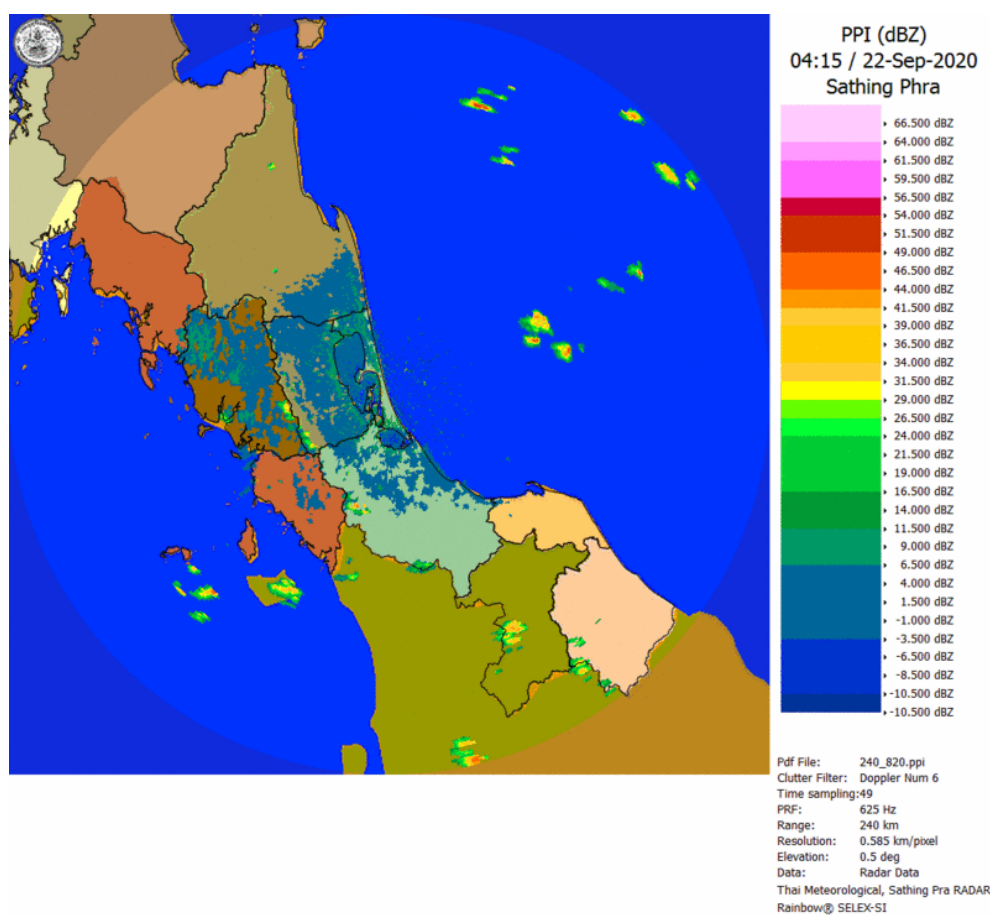 PPI (dBZ)
04:15 / 22-Sep-2020
Sathing Phra
66.500 dBZ
64.000 dBZ
61.500 dBZ
59.500 dBZ
56.500 dBZ
54.000 dBZ
51.500 dBZ
49.000 dBZ
46.500 dBZ
44.000 dBZ
41.500 dBZ
39.000 dBZ
36.500 dBZ
34.000 dBZ
31.500 dBZ
29.000 dBZ
26.500 dBZ
24.000 dBZ
21.500 dBZ
19.000 dBZ
16.500 dBZ
14.000 dBZ
11.500 dBZ
9.000 dBZ
6.500 dBZ
4.000 dBZ
1.500 dBZ
-1.000 dBZ
-3.500 dBZ
-6.500 dBZ
-8.500 dBZ
-10.500 dBZ
-10.500 dBZ
Pdf File: 240_820.ppi
Clutter Filter: Doppler Num 6
Time sampling:49
PRF: 625 Hz
Range: 240 km
Resolution: 0.585 km/pixel
Elevation: 0.5 deg
Data: Radar Data
Thai Meteorological, Sathing Pra RADAR
Rainbow® SELEX-SI